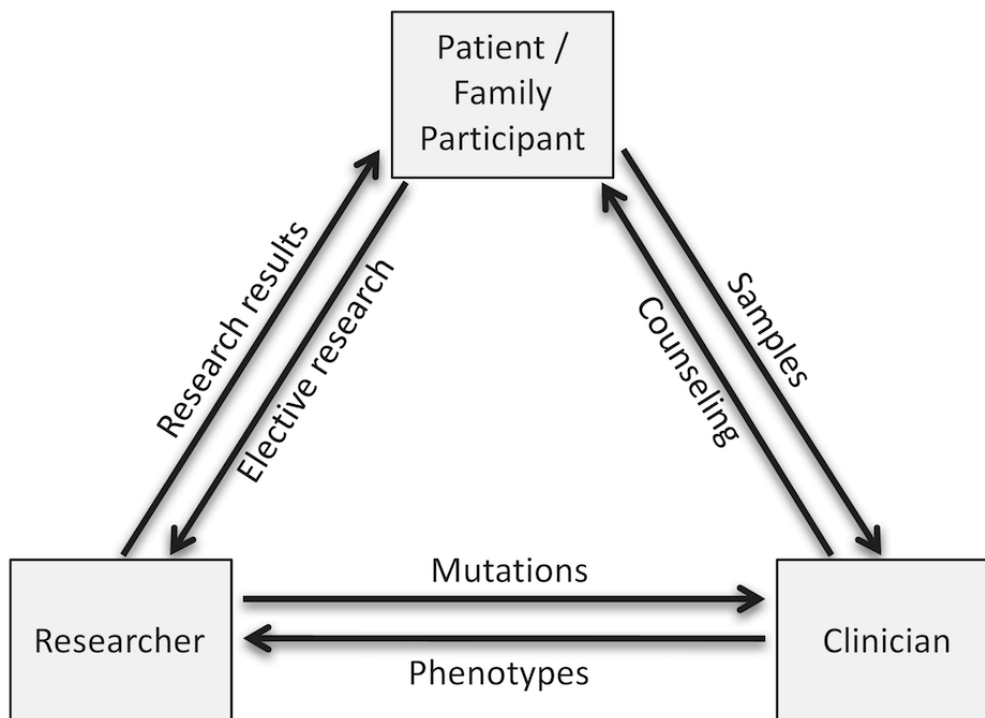 Patient /
Family
Participant
Research results
Elective research
Counseling
Samples
Mutations
Researcher
Clinician
Phenotypes